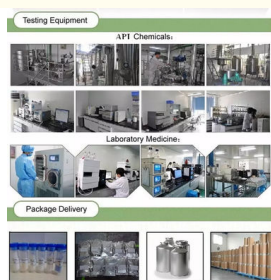 Testing Equipment
API Chemicals:
Laboratory Medicine:
Package Delivery